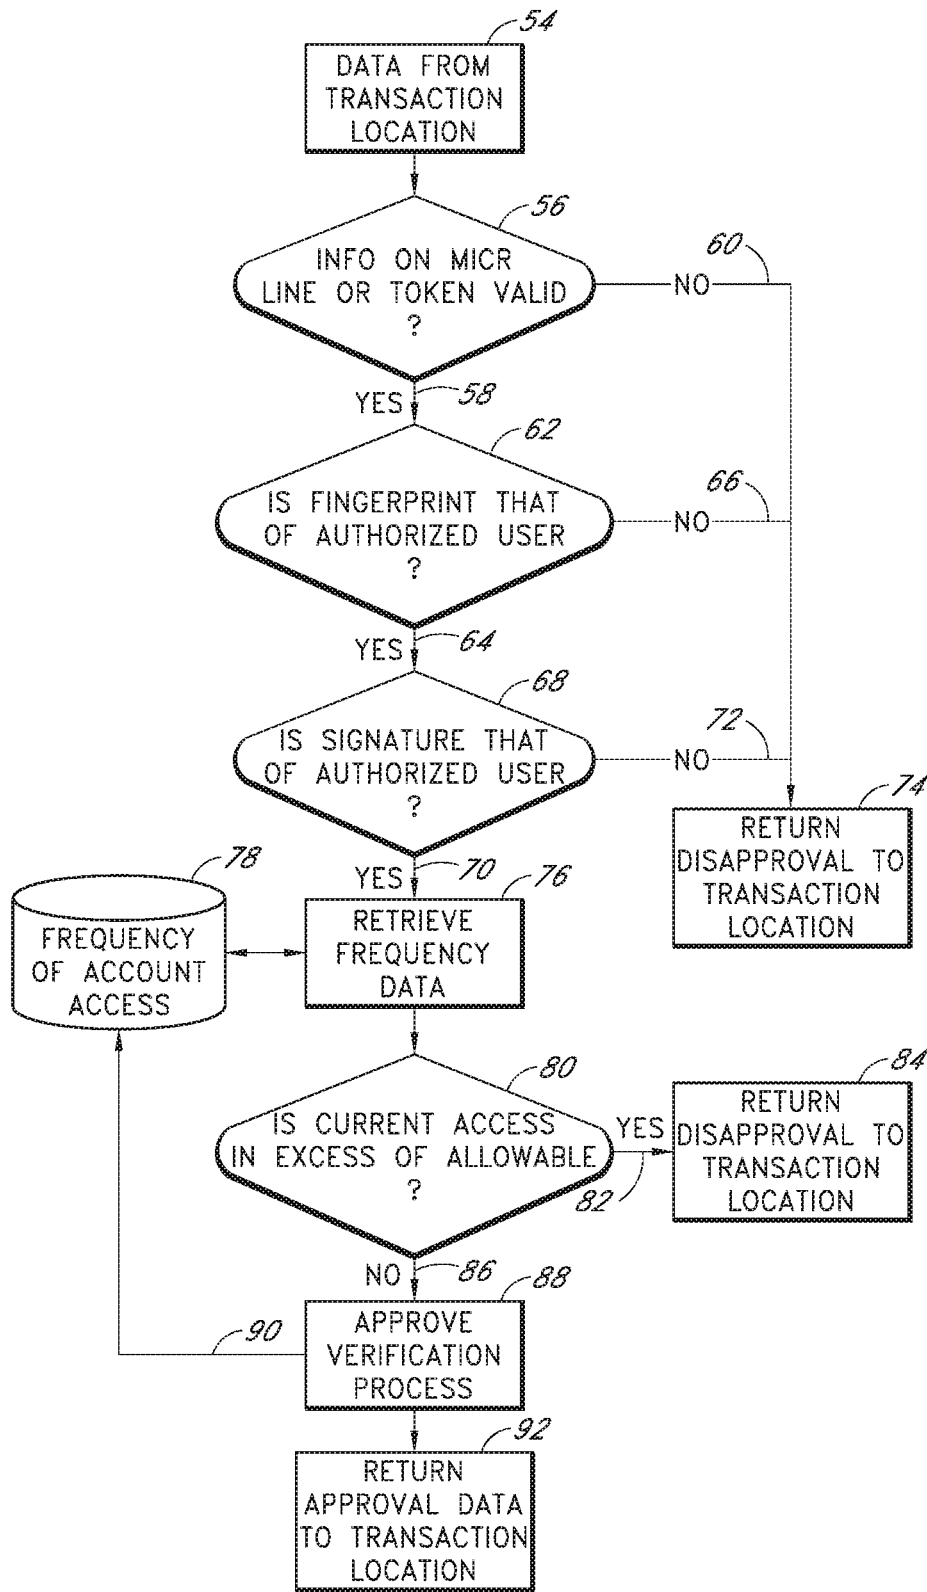 54
DATA FROM
TRANSACTION
LOCATION
56
INFO ON MICR
LINE OR TOKEN VALID
?
60
NO
YES
58
62
IS FINGERPRINT THAT
OF AUTHORIZED USER
?
66
NO
YES
64
68
IS SIGNATURE THAT
OF AUTHORIZED USER
?
72
NO
74
RETURN
DISAPPROVAL TO
TRANSACTION
LOCATION
YES
70
78
FREQUENCY
OF ACCOUNT
ACCESS
76
RETRIEVE
FREQUENCY
DATA
80
IS CURRENT ACCESS
IN EXCESS OF ALLOWABLE
?
YES
82
84
RETURN
DISAPPROVAL TO
TRANSACTION
LOCATION
NO
86
88
APPROVE
VERIFICATION
PROCESS
90
92
RETURN
APPROVAL DATA
TO TRANSACTION
LOCATION